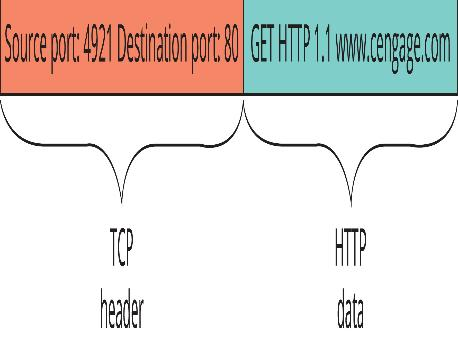 Source port: 4921 Destination port: 80 GET HTTP 1.1 www.cengage.com
TCP
header
HTTP
data